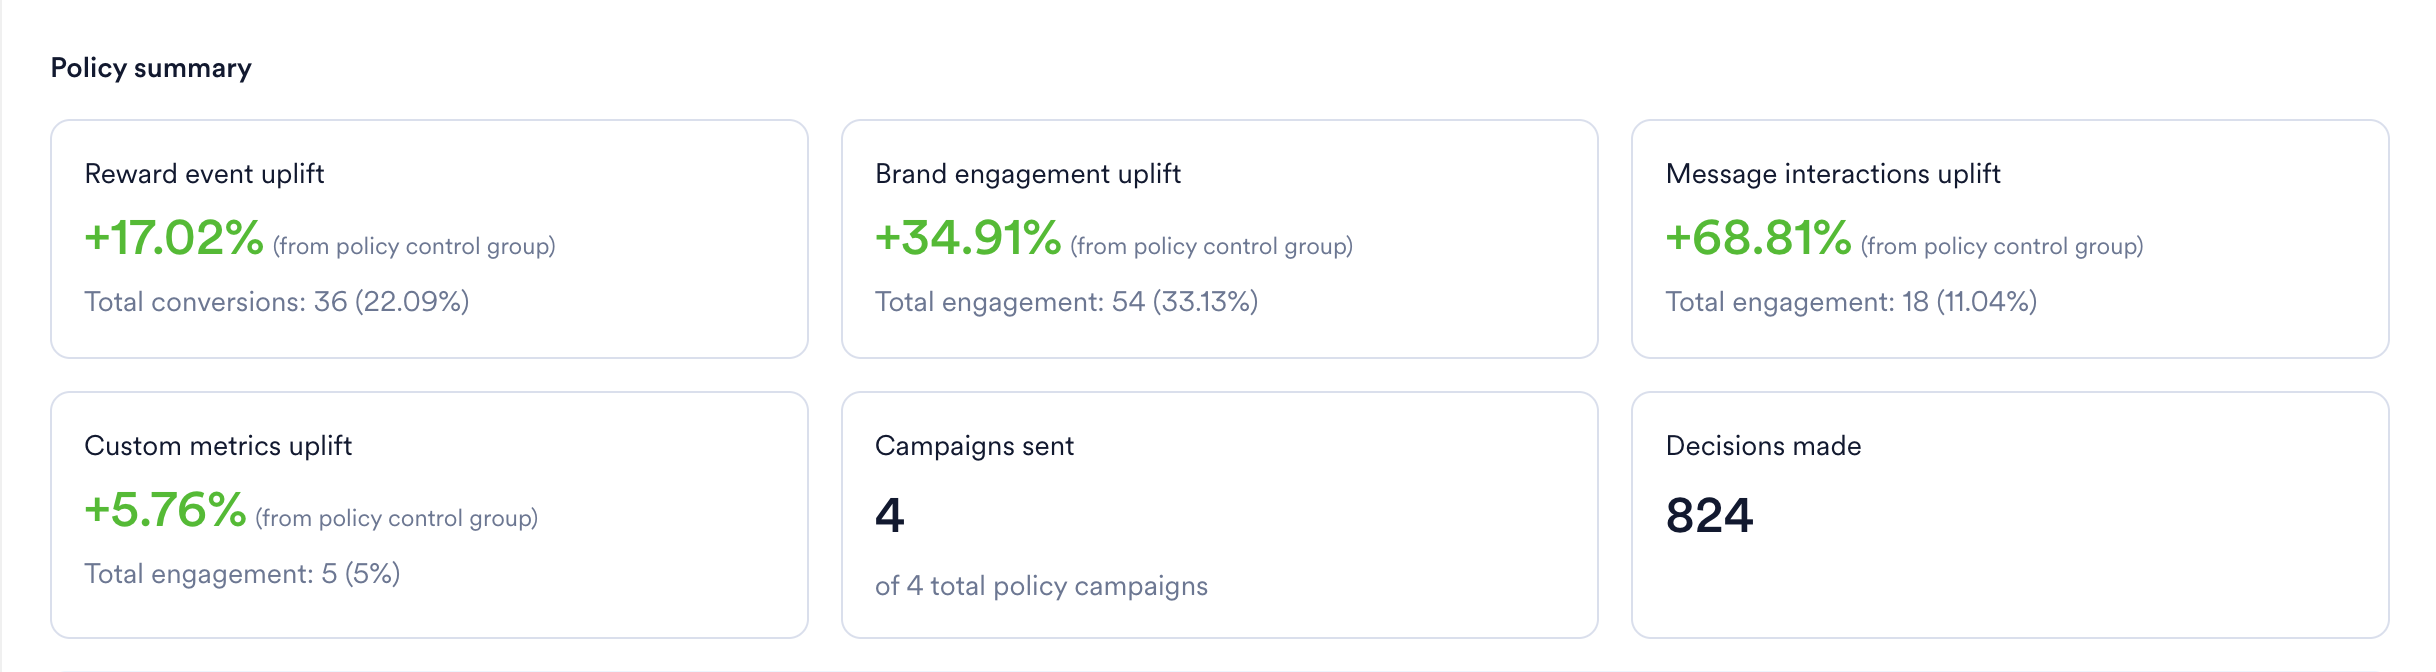 Policy summary
Reward event uplift
+17.02% (from policy control group)
Total conversions: 36 (22.09%)
Brand engagement uplift
+34.91% (from policy control group)
Total engagement: 54 (33.13%)
Message interactions uplift
+68.81% (from policy control group)
Total engagement: 18 (11.04%)
Custom metrics uplift
+5.76% (from policy control group)
Total engagement: 5 (5%)
Campaigns sent
4
of 4 total policy campaigns
Decisions made
824